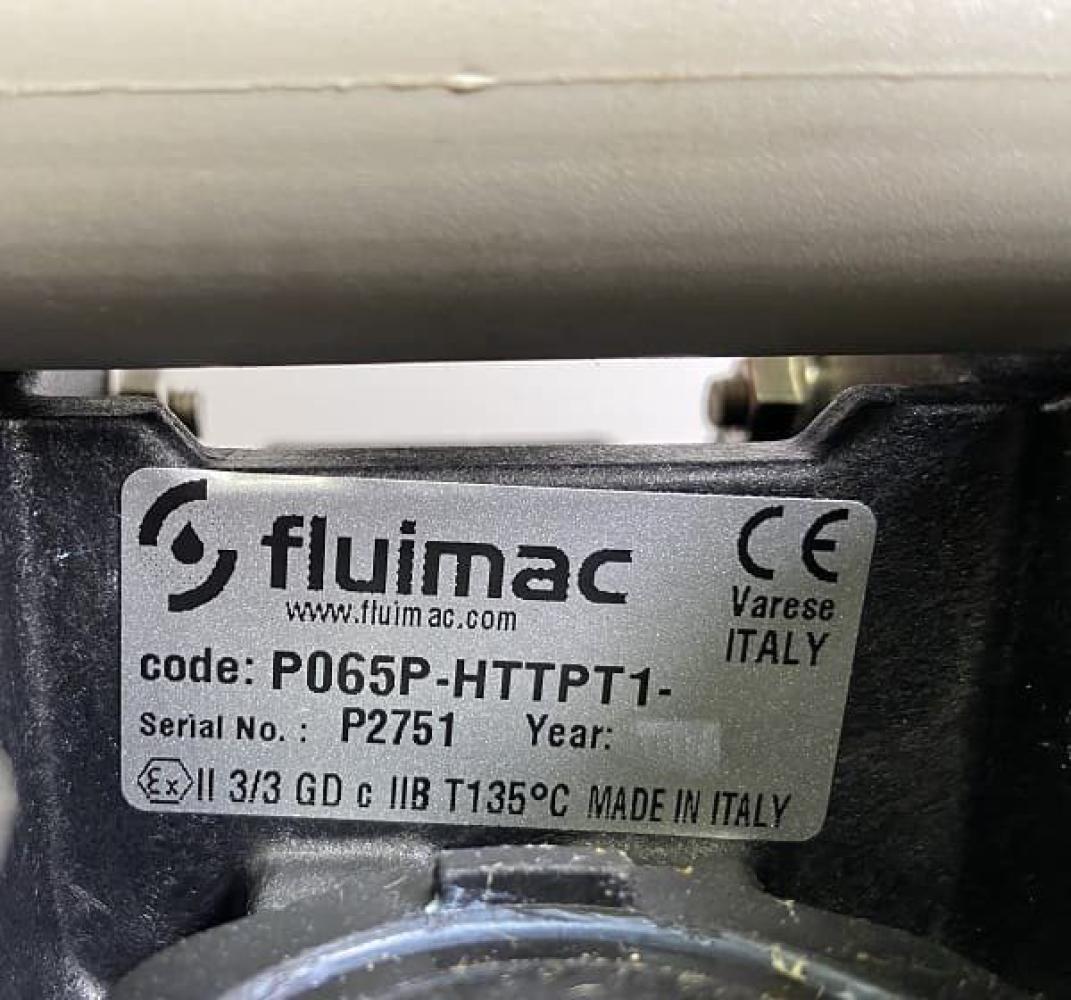 fluimac
www.fluimac.com
CE
Varese
ITALY
code: P065P-HTTPT1-
Serial No. : P2751 Year:
Ex II 3/3 GD c IIB T135°C MADE IN ITALY